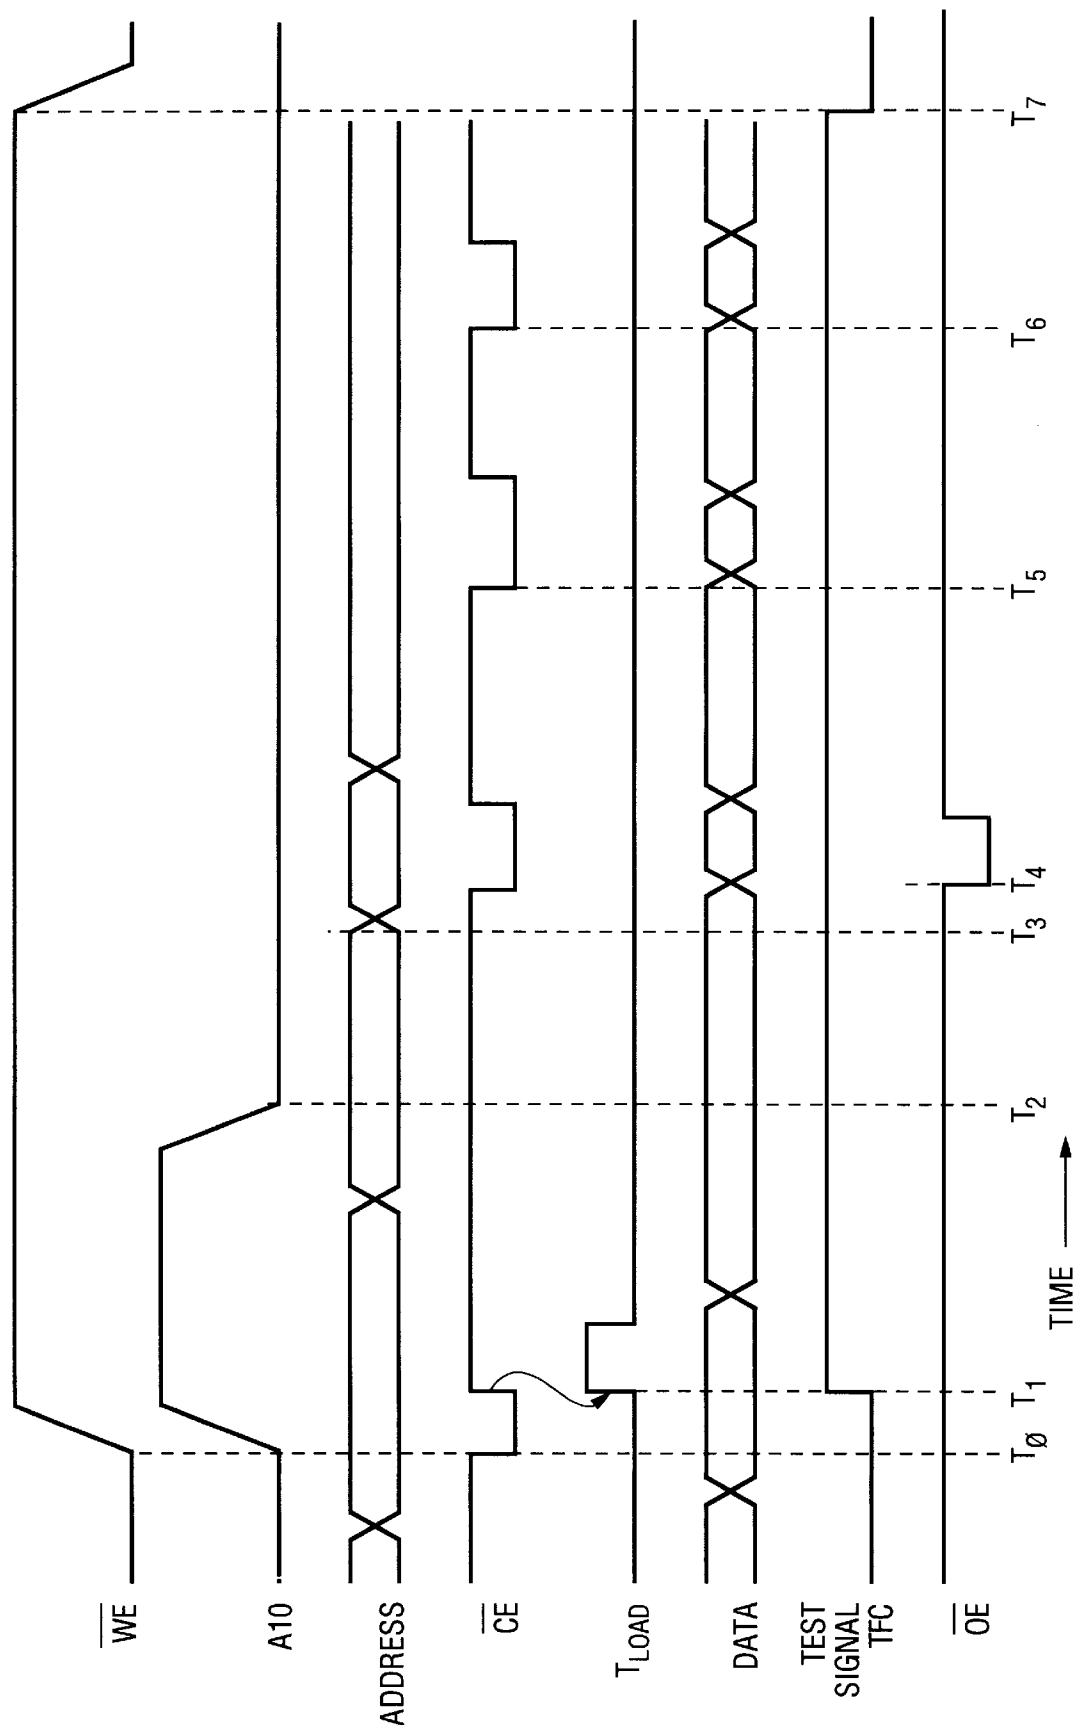 WE
A10
ADDRESS
CE
TLOAD
DATA
TEST
SIGNAL
TFC
OE
TØ
T1
T2
T3
T4
T5
T6
T7
TIME